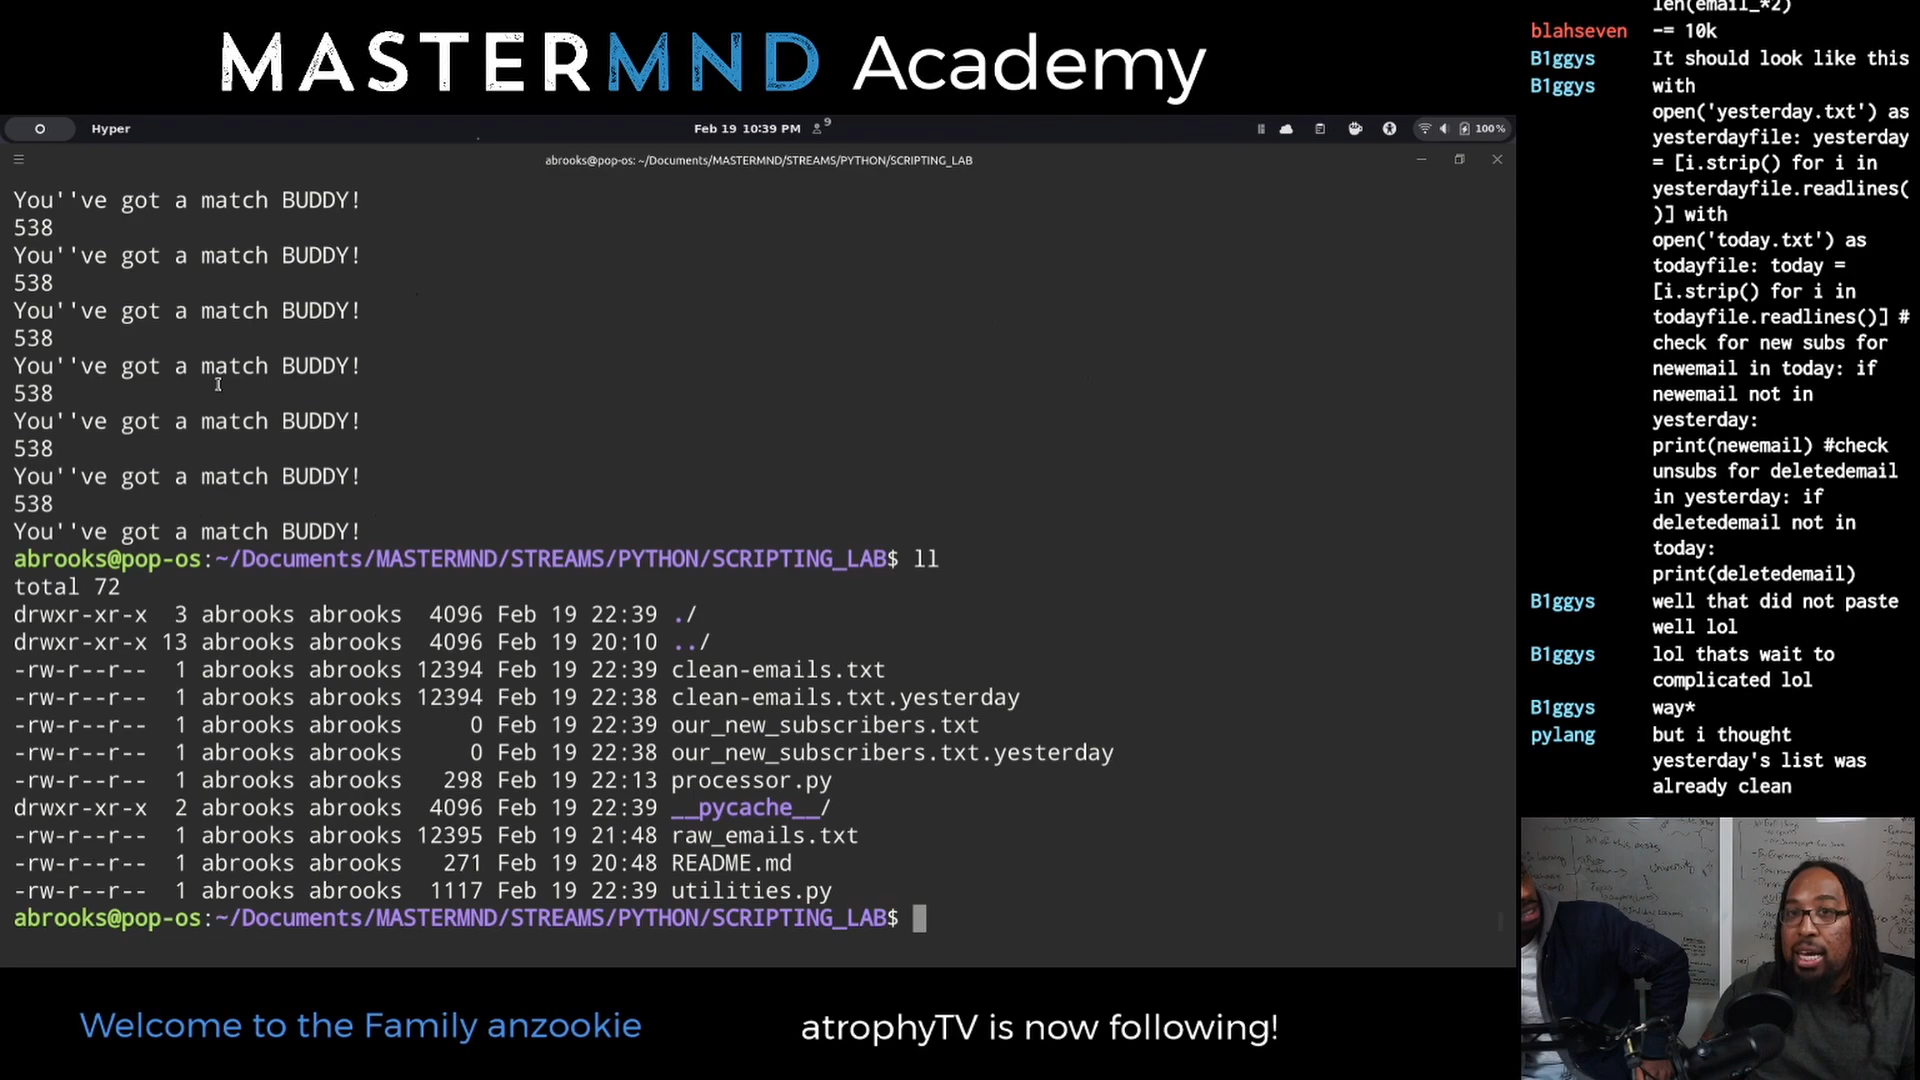 MASTERMND Academy
Hyper
Feb 19 10:39 PM
9
100%
abrooks@pop-os: ~/Documents/MASTERMND/STREAMS/PYTHON/SCRIPTING_LAB
You''ve got a match BUDDY!
538
You''ve got a match BUDDY!
538
You''ve got a match BUDDY!
538
You''ve got a match BUDDY!
538
You''ve got a match BUDDY!
538
You''ve got a match BUDDY!
538
You''ve got a match BUDDY!
abrooks@pop-os:~/Documents/MASTERMND/STREAMS/PYTHON/SCRIPTING_LAB$ ll
total 72
drwxr-xr-x  3 abrooks abrooks  4096 Feb 19 22:39 ./
drwxr-xr-x 13 abrooks abrooks  4096 Feb 19 20:10 ../
-rw-r--r--  1 abrooks abrooks 12394 Feb 19 22:39 clean-emails.txt
-rw-r--r--  1 abrooks abrooks 12394 Feb 19 22:38 clean-emails.txt.yesterday
-rw-r--r--  1 abrooks abrooks     0 Feb 19 22:39 our_new_subscribers.txt
-rw-r--r--  1 abrooks abrooks     0 Feb 19 22:38 our_new_subscribers.txt.yesterday
-rw-r--r--  1 abrooks abrooks   298 Feb 19 22:13 processor.py
drwxr-xr-x  2 abrooks abrooks  4096 Feb 19 22:39 __pycache__/
-rw-r--r--  1 abrooks abrooks 12395 Feb 19 21:48 raw_emails.txt
-rw-r--r--  1 abrooks abrooks   271 Feb 19 20:48 README.md
-rw-r--r--  1 abrooks abrooks  1117 Feb 19 22:39 utilities.py
abrooks@pop-os:~/Documents/MASTERMND/STREAMS/PYTHON/SCRIPTING_LAB$
len(email_*2)
blahseven -= 10k
B1ggys It should look like this
B1ggys with
open('yesterday.txt') as
yesterdayfile: yesterday
= [i.strip() for i in
yesterdayfile.readlines(
)] with
open('today.txt') as
todayfile: today =
[i.strip() for i in
todayfile.readlines()] #
check for new subs for
newemail in today: if
newemail not in
yesterday:
print(newemail) #check
unsubs for deletedemail
in yesterday: if
deletedemail not in
today:
print(deletedemail)
B1ggys well that did not paste
well lol
B1ggys lol thats wait to
complicated lol
B1ggys way*
pylang but i thought
yesterday's list was
already clean
Welcome to the Family anzookie
atrophyTV is now following!